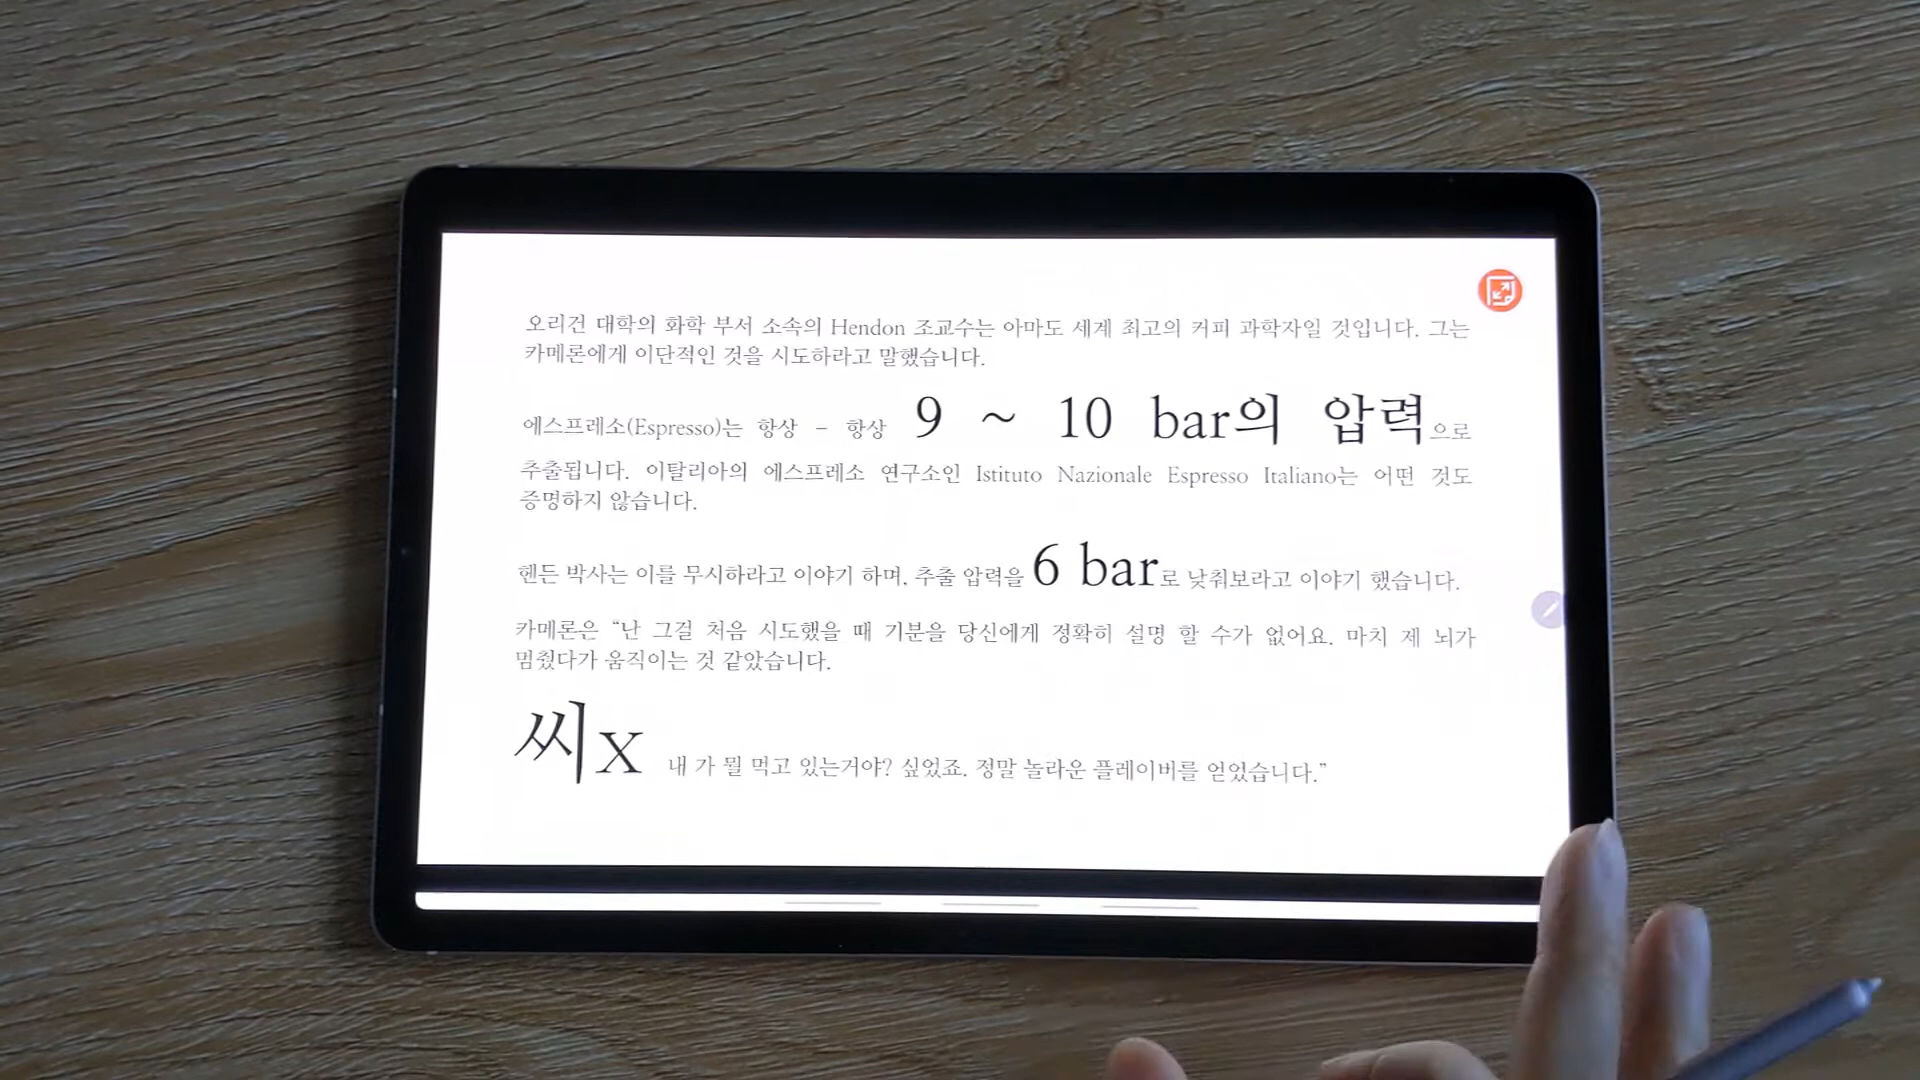 오리건 대학의 화학 부서 소속의 Hendon 조교수는 아마도 세계 최고의 커피 과학자일 것입니다. 그는
카메론에게 이단적인 것을 시도하라고 말했습니다.
에스프레소(Espresso)는 항상 - 항상 9 ~ 10 bar의 압력으로
추출됩니다. 이탈리아의 에스프레소 연구소인 Istituto Nazionale Espresso Italiano는 어떤 것도
증명하지 않습니다.
헨든 박사는 이를 무시하라고 이야기 하며, 추출 압력을 6 bar로 낮춰보라고 이야기 했습니다.
카메론은 “난 그걸 처음 시도했을 때 기분을 당신에게 정확히 설명 할 수가 없어요. 마치 제 뇌가
멈췄다가 움직이는 것 같았습니다.
씨X 내 가 뭘 먹고 있는거야? 싶었죠. 정말 놀라운 플레이버를 얻었습니다.”